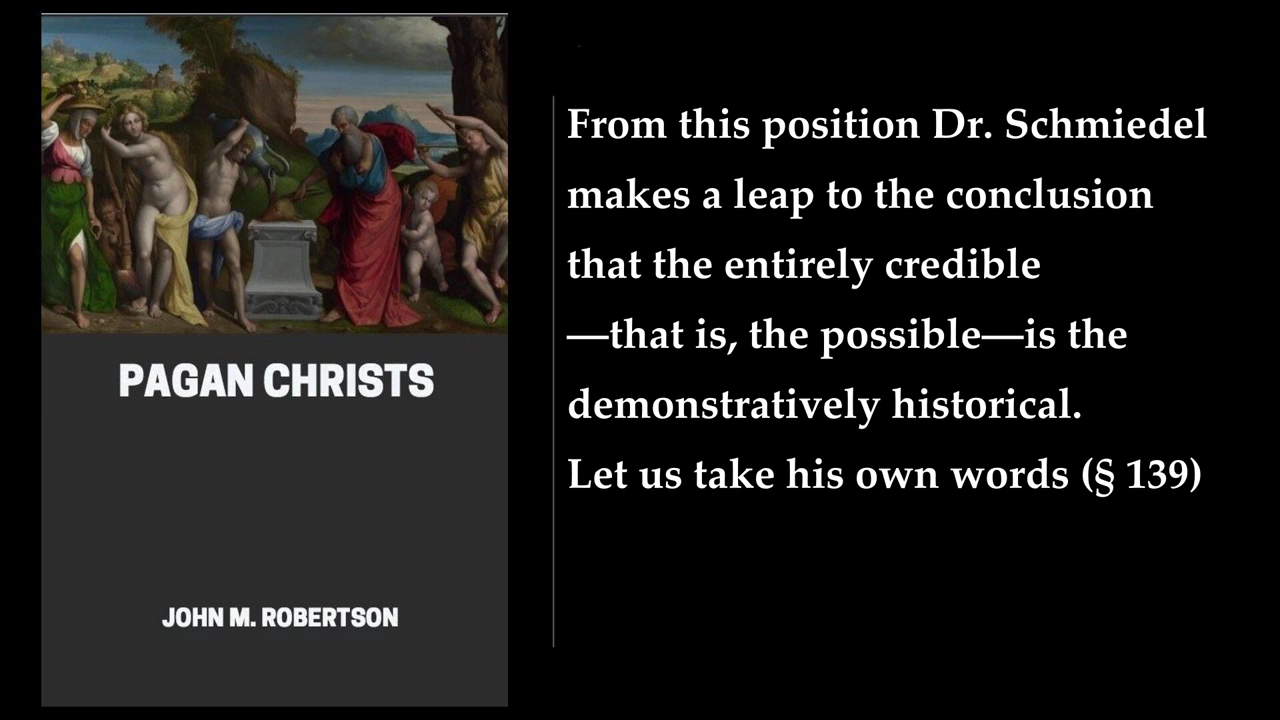 PAGAN CHRISTS
JOHN M. ROBERTSON
From this position Dr. Schmiedel
makes a leap to the conclusion
that the entirely credible
—that is, the possible—is the
demonstratively historical.
Let us take his own words (§ 139)